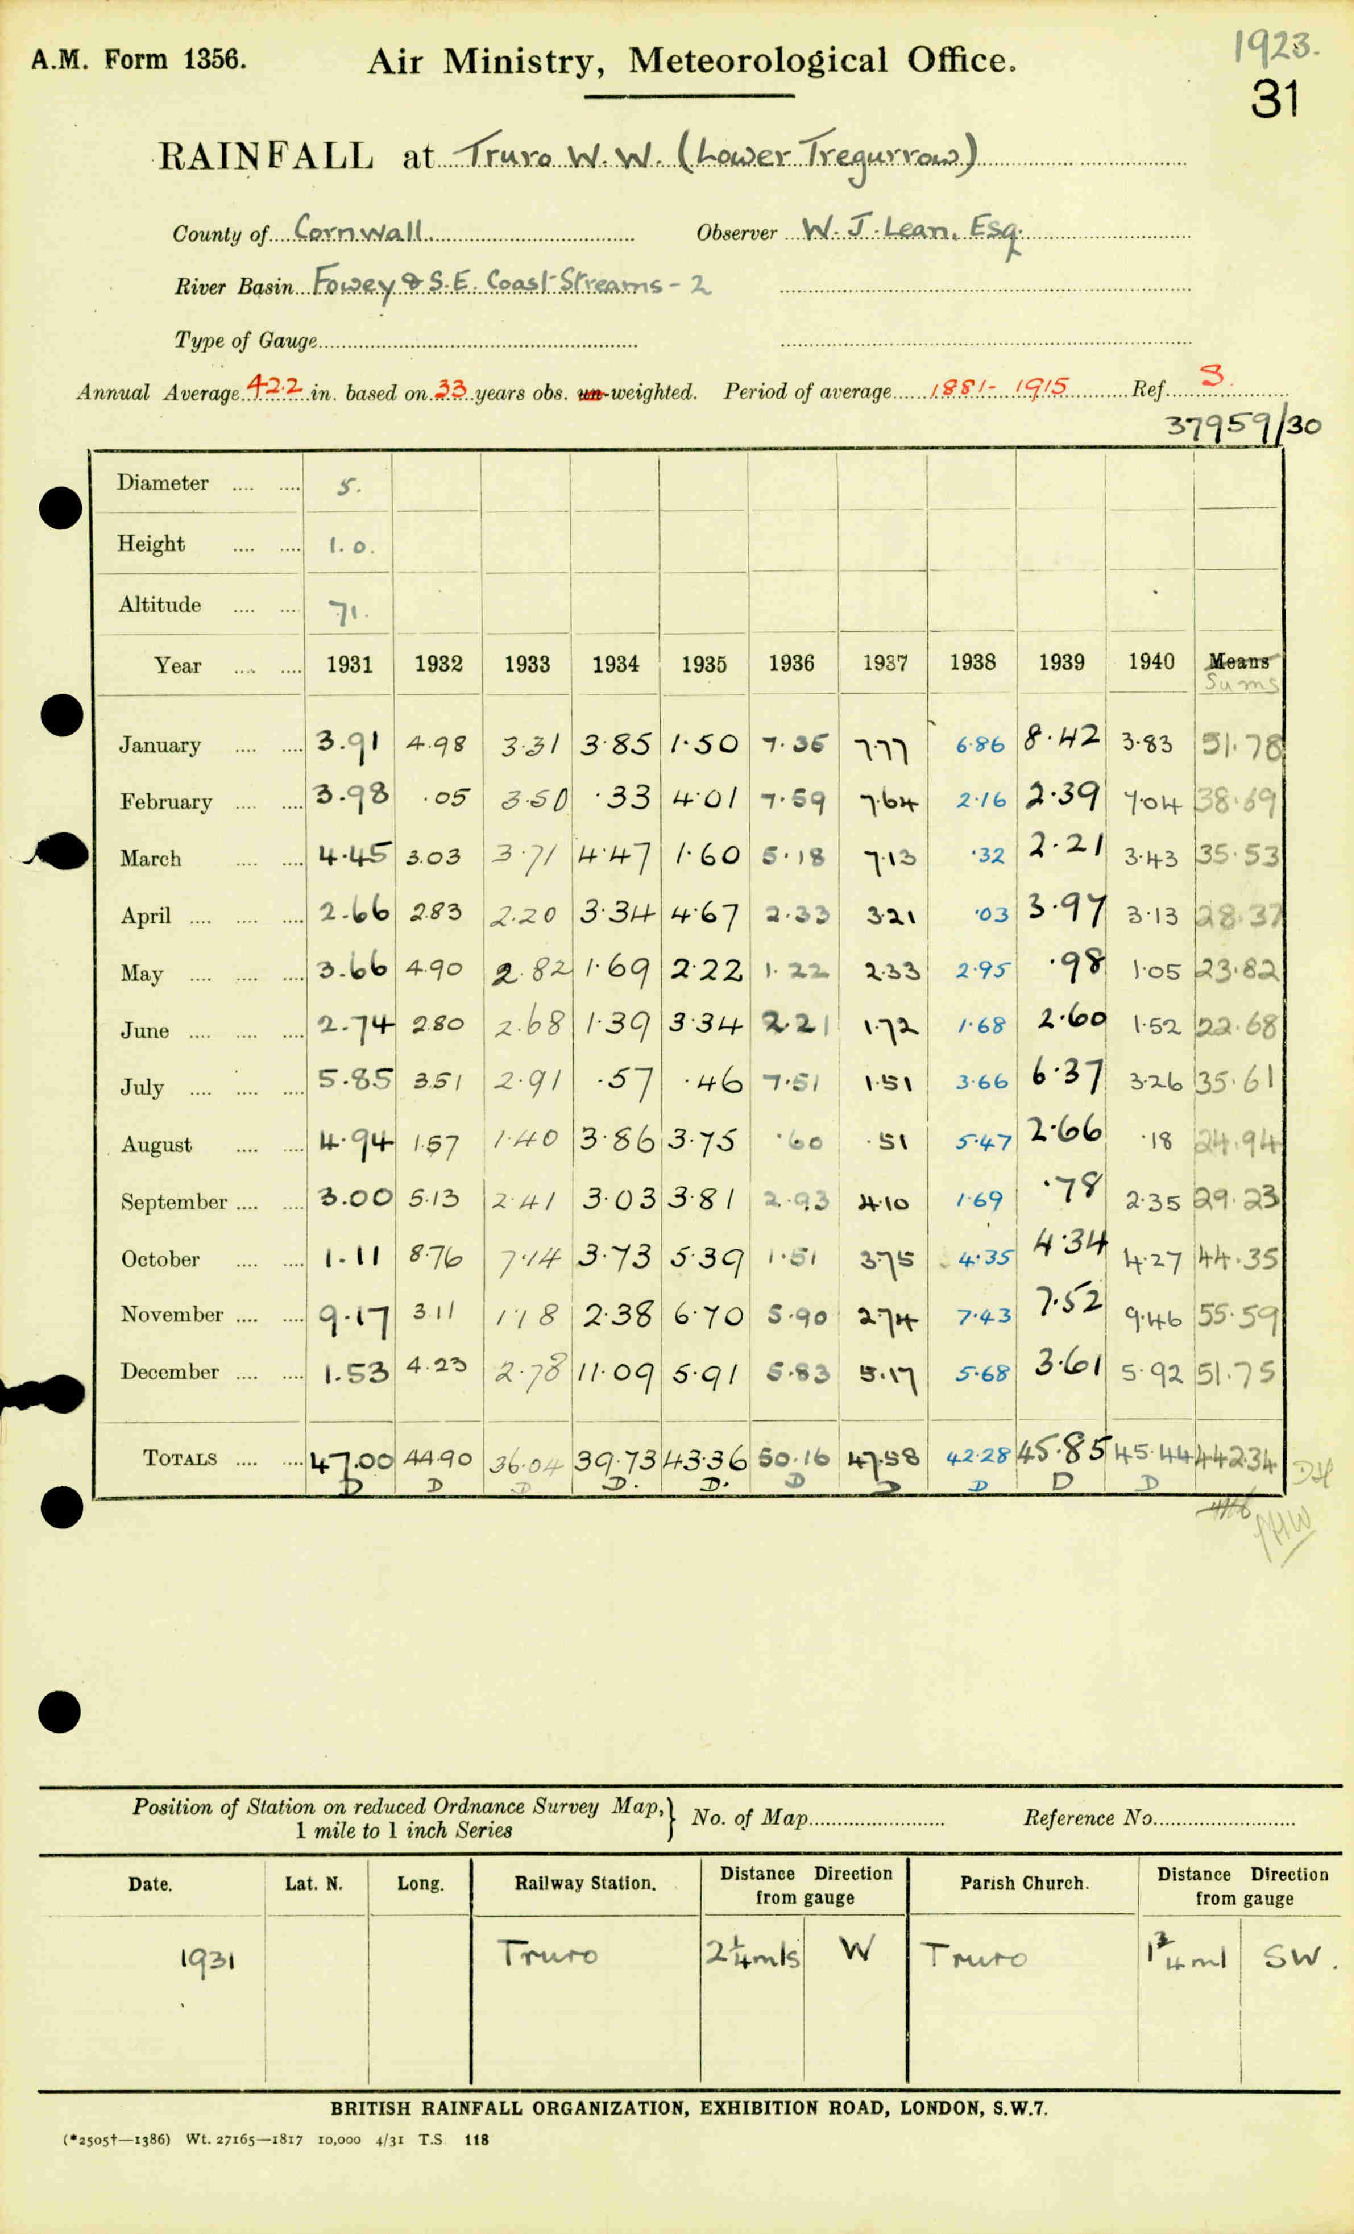 1923.
A.M. Form 1356. Air Ministry, Meteorological Office.
31
RAINFALL at Truro W. W. (Lower Tregurrow)
County of Cornwall Observer W. J. Lean, Esq.
River Basin Fowey & S.E. Coast Streams - 2
Type of Gauge
Annual Average 42.2 in. based on 33 years obs. un-weighted. Period of average 1881- 1915 Ref. S.
37959/30
Diameter 5.
Height 1.0.
Altitude 71.
Year 1931 1932 1933 1934 1935 1936 1937 1938 1939 1940 Means
Sums
January 3.91 4.98 3.31 3.85 1.50 7.35 7.77 6.86 8.42 3.83 51.78
February 3.98 .05 3.50 .33 4.01 7.59 7.64 2.16 2.39 7.04 38.69
March 4.45 3.03 3.71 4.47 1.60 5.18 7.13 .32 2.21 3.43 35.53
April 2.66 2.83 2.20 3.34 4.67 2.33 3.21 .03 3.97 3.13 28.37
May 3.66 4.90 2.82 1.69 2.22 1.22 2.33 2.95 .98 1.05 23.82
June 2.74 2.80 2.68 1.39 3.34 2.21 1.72 1.68 2.60 1.52 22.68
July 5.85 3.51 2.91 .57 .46 7.51 1.51 3.66 6.37 3.26 35.61
August 4.94 1.57 1.40 3.86 3.75 .60 .51 5.47 2.66 .18 24.94
September 3.00 5.13 2.41 3.03 3.81 2.93 4.10 1.69 .78 2.35 29.23
October 1.11 8.76 7.14 3.73 5.39 1.51 3.75 4.35 4.34 4.27 44.35
November 9.17 3.11 1.18 2.38 6.70 5.90 2.74 7.43 7.52 9.46 55.59
December 1.53 4.23 2.78 11.09 5.91 5.83 5.17 5.68 3.61 5.92 51.75
TOTALS 47.00 44.90 36.04 39.73 43.36 50.16 47.58 42.28 45.85 45.44 442.34
D D D D. D. D D D D D
Position of Station on reduced Ordnance Survey Map,} No. of Map Reference No.
1 mile to 1 inch Series
Date. Lat. N. Long. Railway Station. Distance Direction from gauge Parish Church. Distance Direction from gauge
1931 Truro 2¼ mls W Truro 1¾ ml SW.
BRITISH RAINFALL ORGANIZATION, EXHIBITION ROAD, LONDON, S.W.7.
(*2505†—1386) Wt. 27165—1817 10,000 4/31 T.S. 118